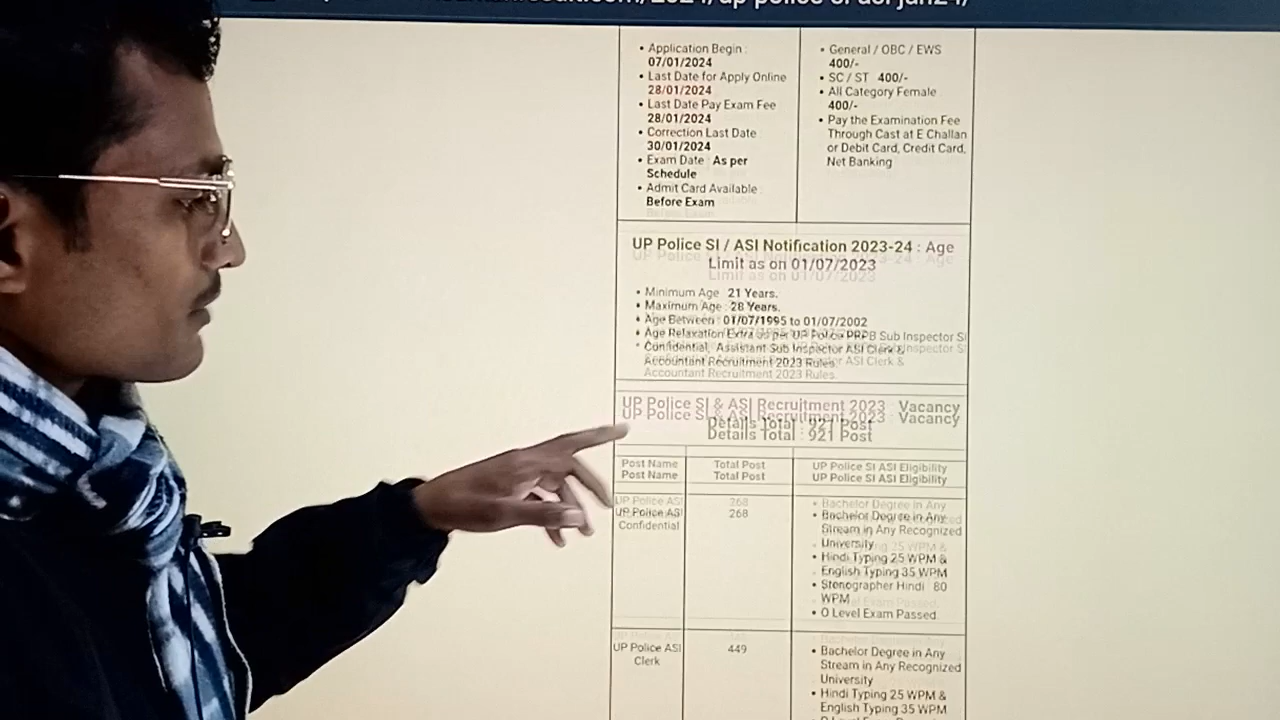 2024/up-police-si-asi-jan24/
• Application Begin :
07/01/2024
• Last Date for Apply Online
28/01/2024
• Last Date Pay Exam Fee
28/01/2024
• Correction Last Date
30/01/2024
• Exam Date : As per
Schedule
• Admit Card Available :
Before Exam
• General / OBC / EWS
400/-
• SC / ST 400/-
• All Category Female
400/-
• Pay the Examination Fee
Through Cast at E Challan
or Debit Card, Credit Card,
Net Banking
UP Police SI / ASI Notification 2023-24 : Age
Limit as on 01/07/2023
• Minimum Age 21 Years.
• Maximum Age : 28 Years.
• Age Between : 01/07/1995 to 01/07/2002
• Age Relaxation Extra as per UP Police PRPB Sub Inspector SI
Confidential, Assistant Sub Inspector ASI Clerk &
Accountant Recruitment 2023 Rules.
UP Police SI & ASI Recruitment 2023 : Vacancy
Details Total : 921 Post
Post Name
Total Post
UP Police SI ASI Eligibility
UP Police ASI
Confidential
268
• Bachelor Degree in Any
Stream in Any Recognized
University
• Hindi Typing 25 WPM &
English Typing 35 WPM
• Stenographer Hindi 80
WPM
• O Level Exam Passed.
UP Police ASI
Clerk
449
• Bachelor Degree in Any
Stream in Any Recognized
University
• Hindi Typing 25 WPM &
English Typing 35 WPM